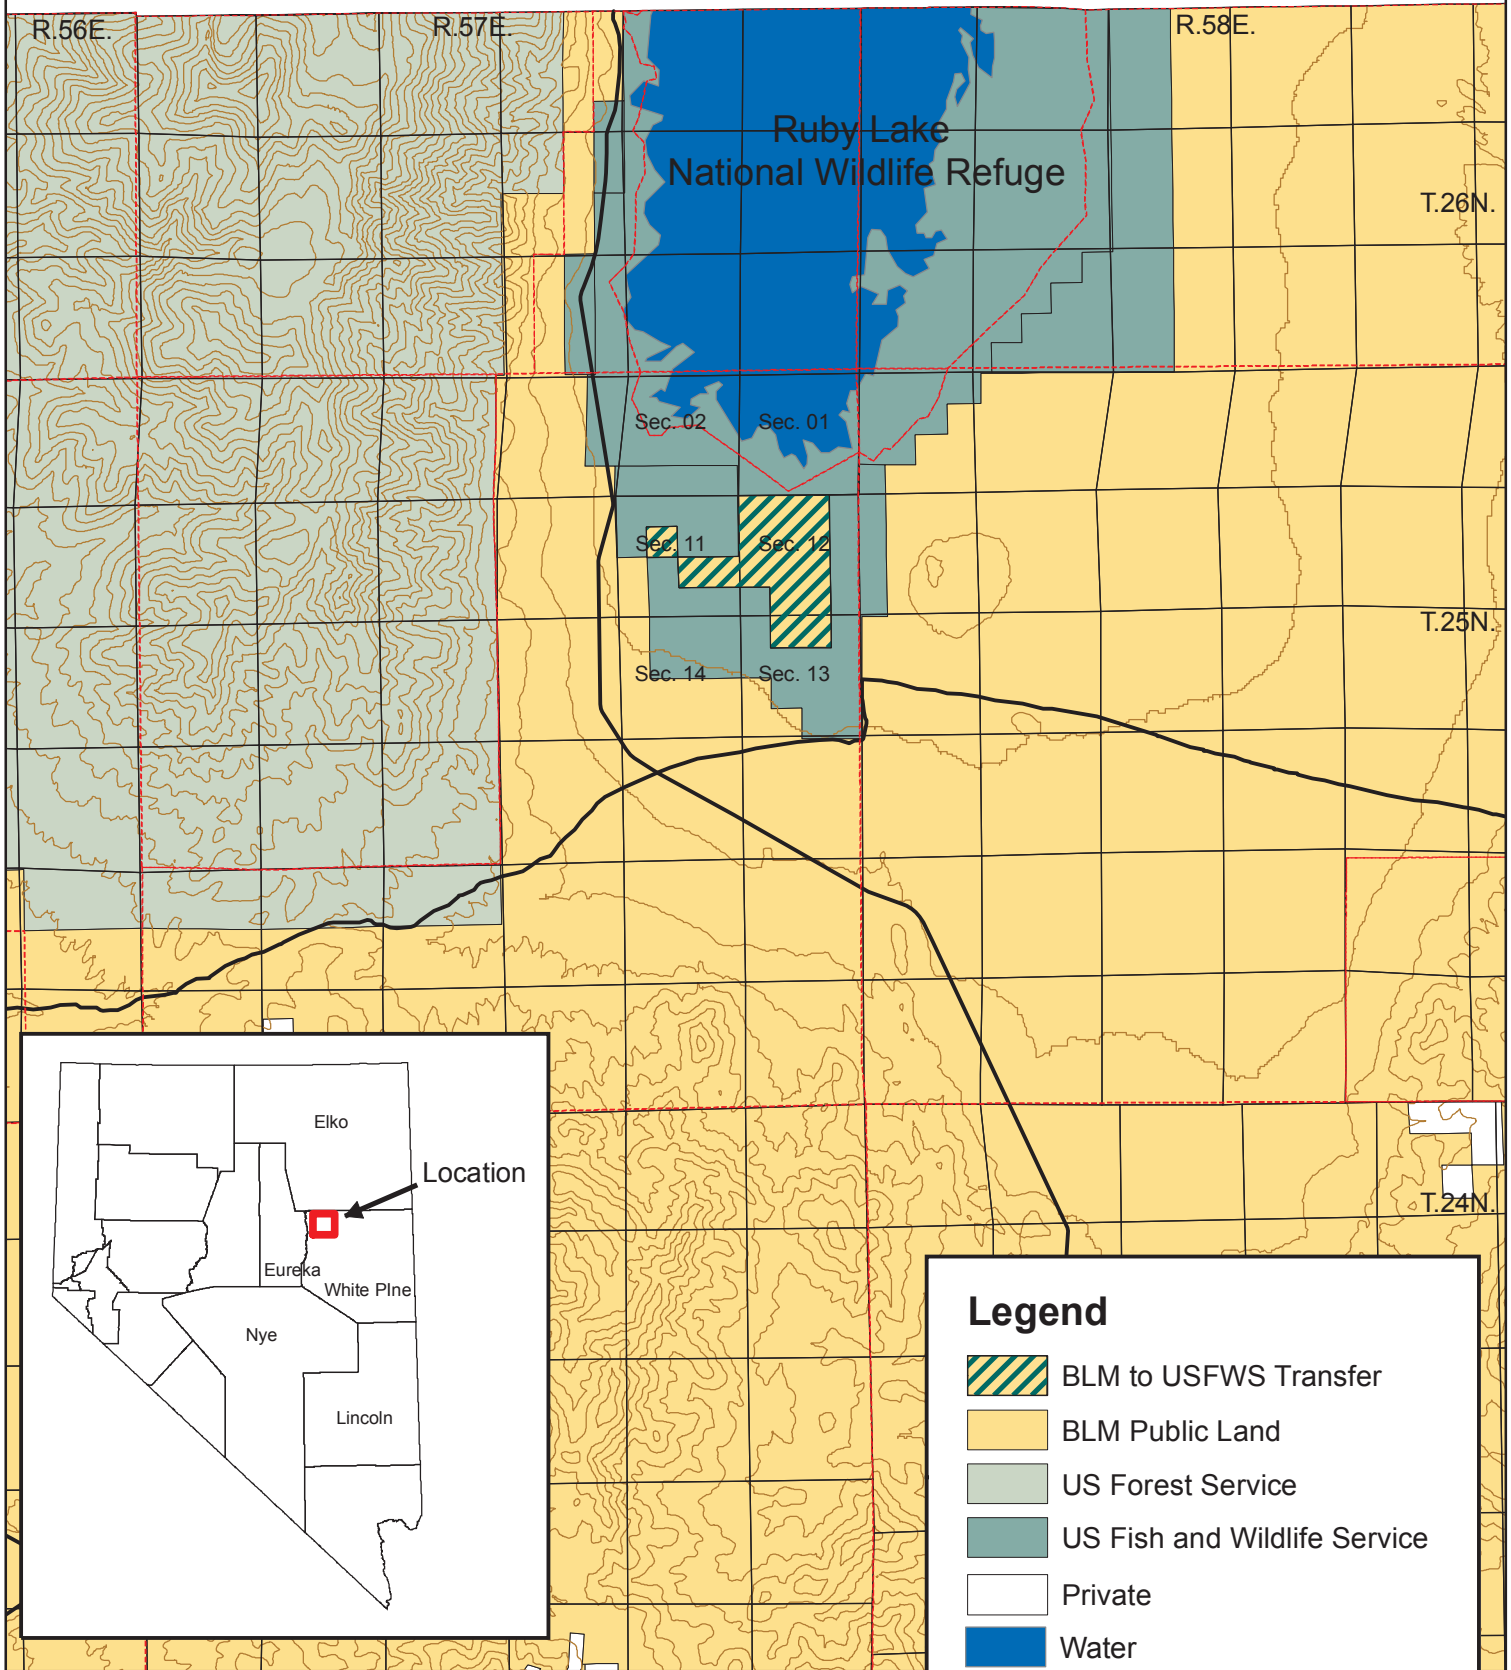 R.56E.
R.57E.
R.58E.
Ruby Lake
National Wildlife Refuge
T.26N.
Sec. 02
Sec. 01
Sec. 11
Sec. 12
T.25N.
Sec. 14
Sec. 13
Elko
Location
Eureka
White PIne
Nye
Lincoln
T.24N.
Legend
BLM to USFWS Transfer
BLM Public Land
US Forest Service
US Fish and Wildlife Service
Private
Water